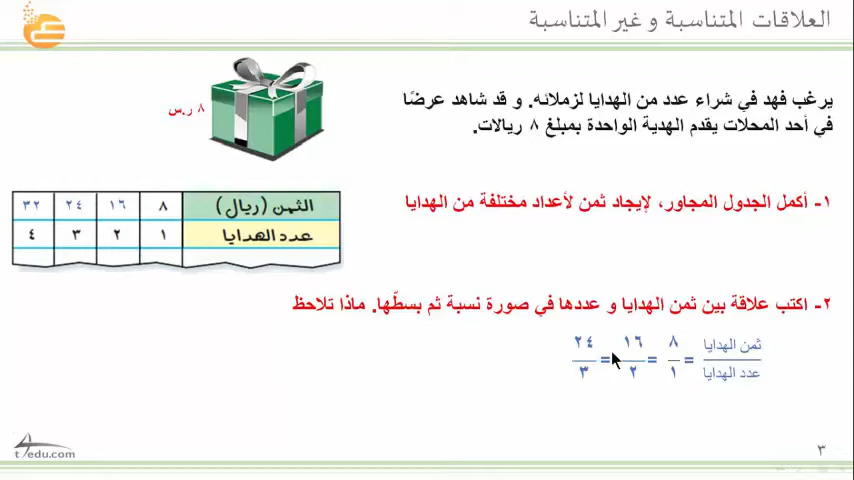 العلاقات المتناسبة و غير المتناسبة
يرغب فهد في شراء عدد من الهدايا لزملائه. و قد شاهد عرضًا
في أحد المحلات يقدم الهدية الواحدة بمبلغ ٨ ريالات.
٨ ر.س
١- أكمل الجدول المجاور، لإيجاد ثمن لأعداد مختلفة من الهدايا
الثمن (ريال) ٨ ١٦ ٢٤ ٣٢
عدد الهدايا ١ ٢ ٣ ٤
٢- اكتب علاقة بين ثمن الهدايا و عددها في صورة نسبة ثم بسطّها. ماذا تلاحظ
ثمن الهدايا ٨ ١٦ ٢٤
= = =
عدد الهدايا ١ ٢ ٣
t4edu.com
٣